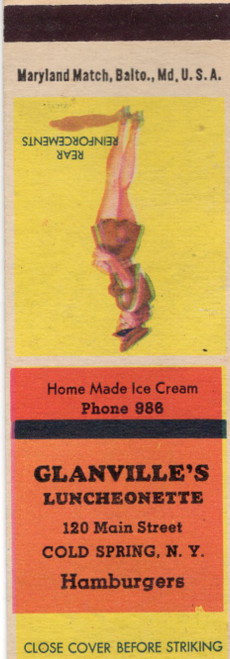 Maryland Match, Balto., Md, U. S. A.
REAR
REINFORCEMENTS
Home Made Ice Cream
Phone 986
GLANVILLE'S
LUNCHEONETTE
120 Main Street
COLD SPRING, N. Y.
Hamburgers
CLOSE COVER BEFORE STRIKING